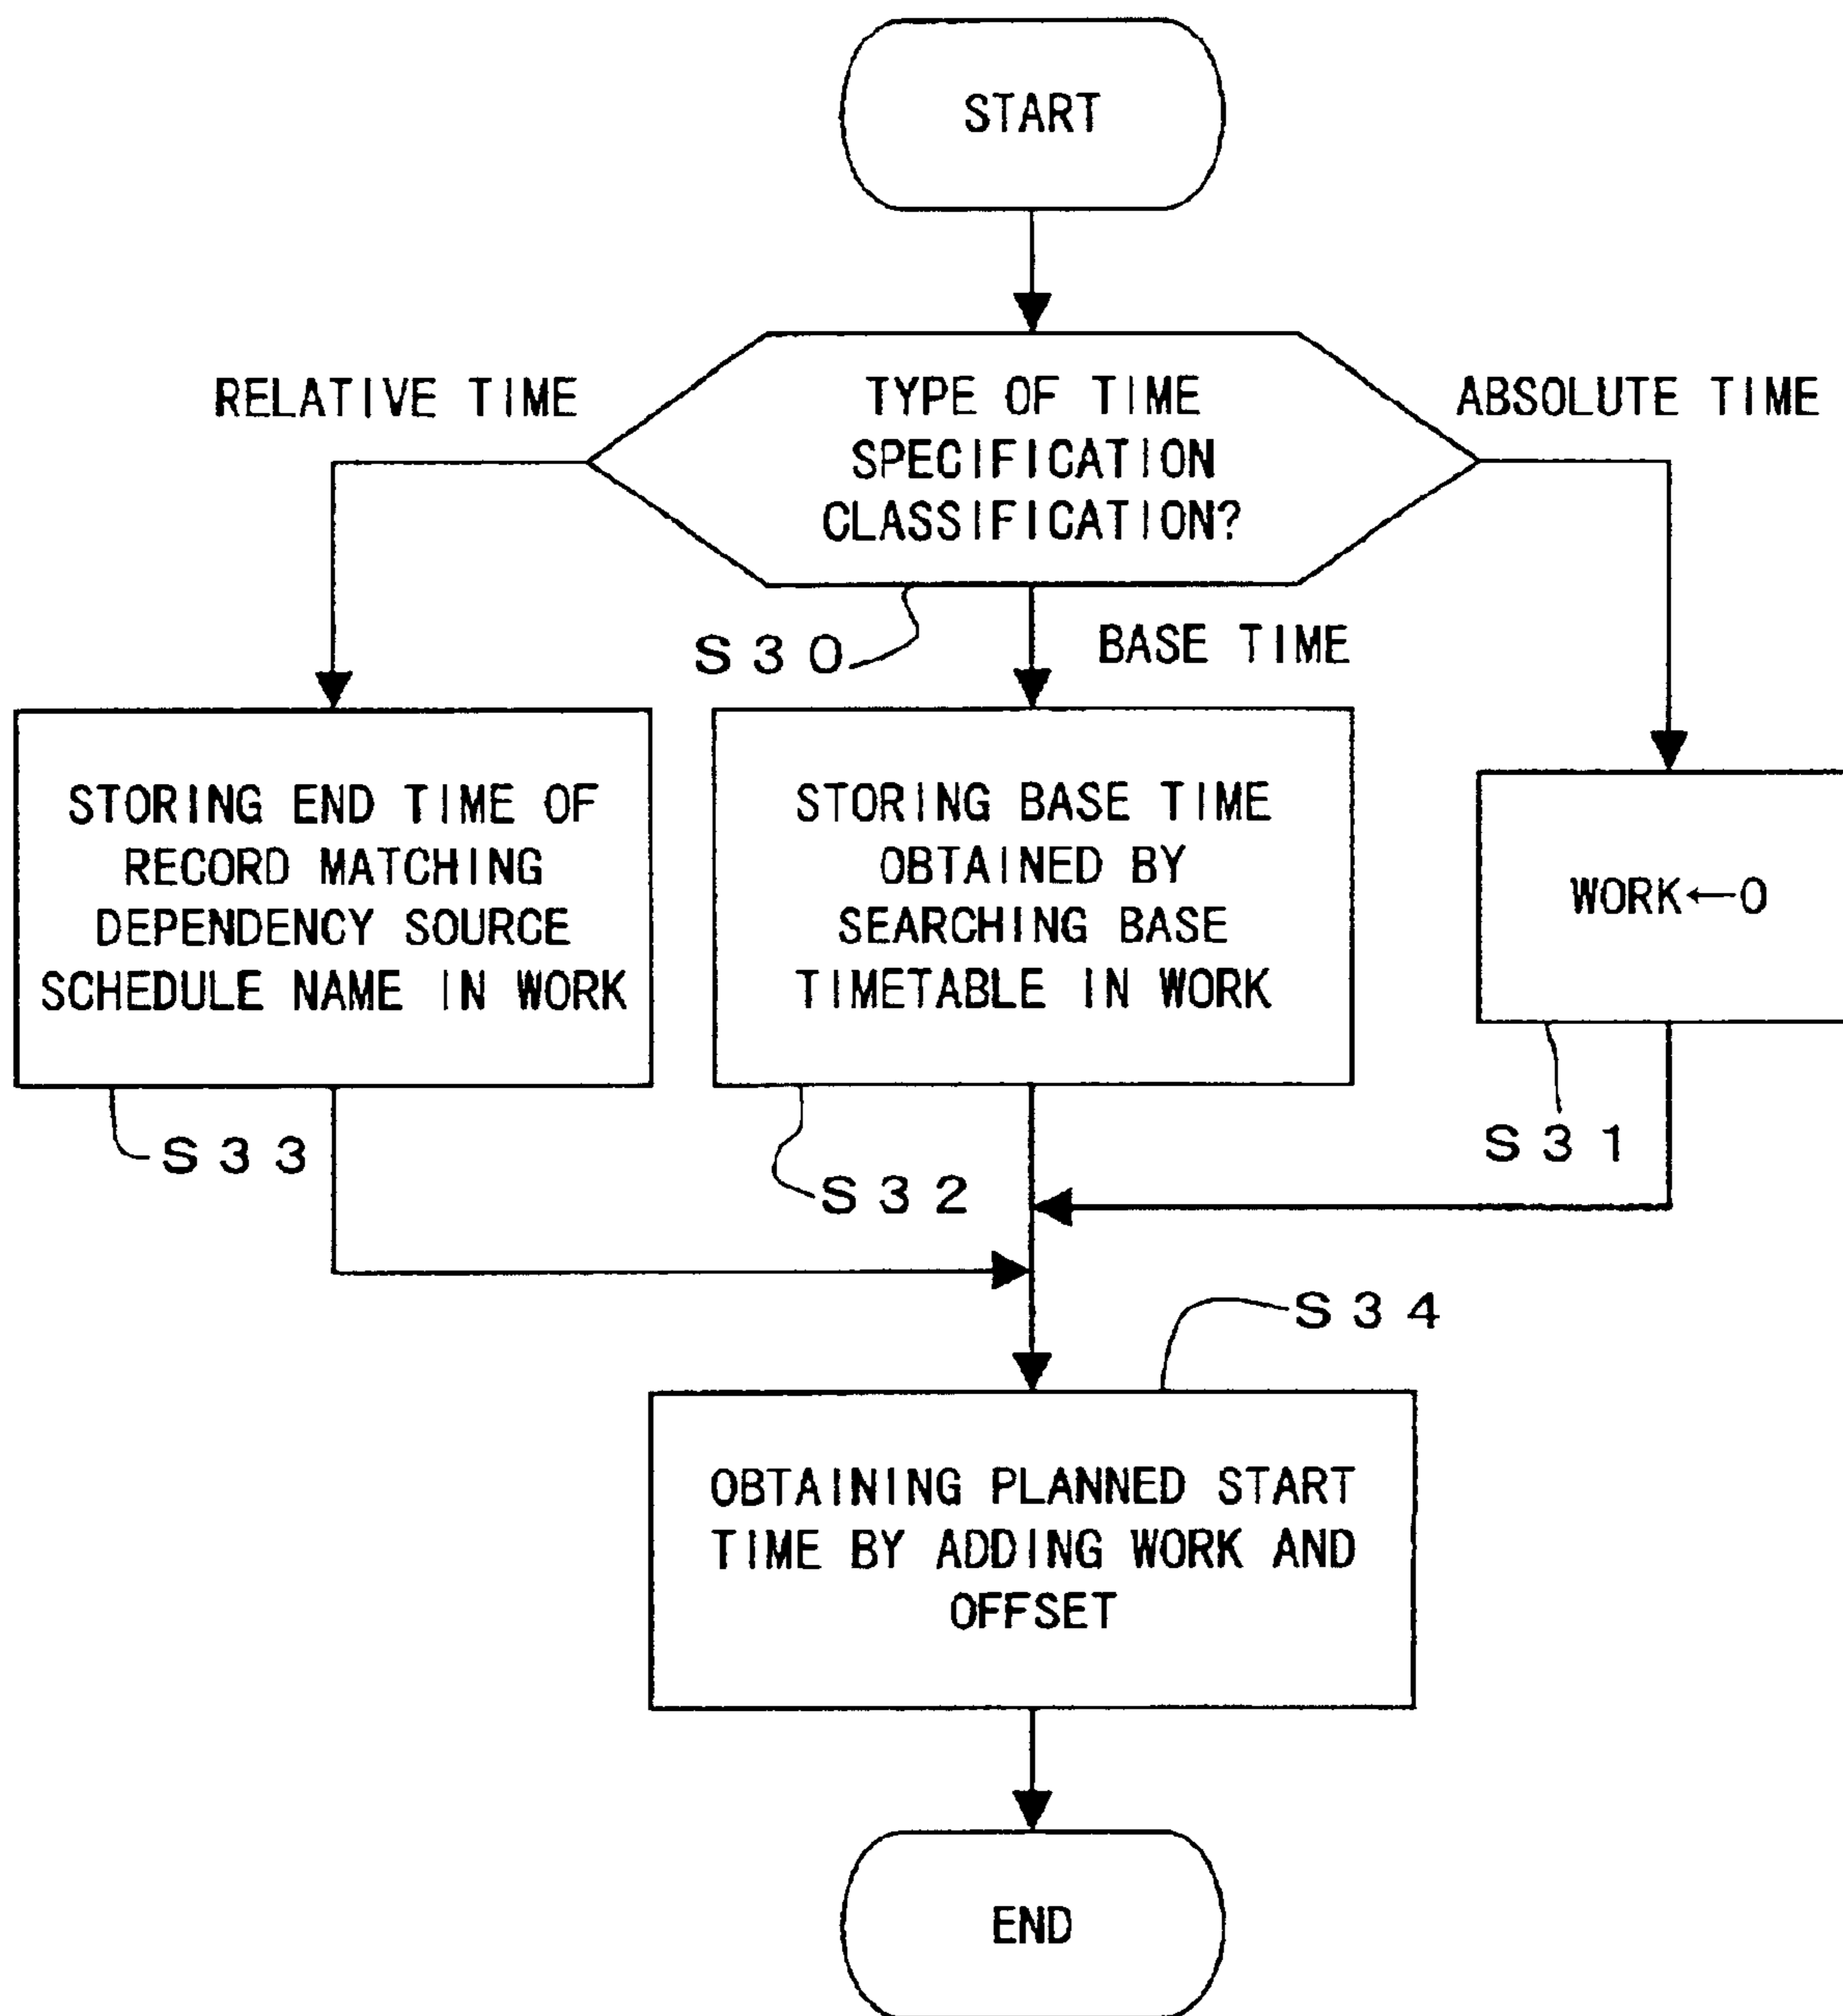 START
TYPE OF TIME
SPECIFICATION
CLASSIFICATION?
RELATIVE TIME
ABSOLUTE TIME
S30
BASE TIME
STORING END TIME OF
RECORD MATCHING
DEPENDENCY SOURCE
SCHEDULE NAME IN WORK
STORING BASE TIME
OBTAINED BY
SEARCHING BASE
TIMETABLE IN WORK
WORK←0
S33
S32
S31
S34
OBTAINING PLANNED START
TIME BY ADDING WORK AND
OFFSET
END